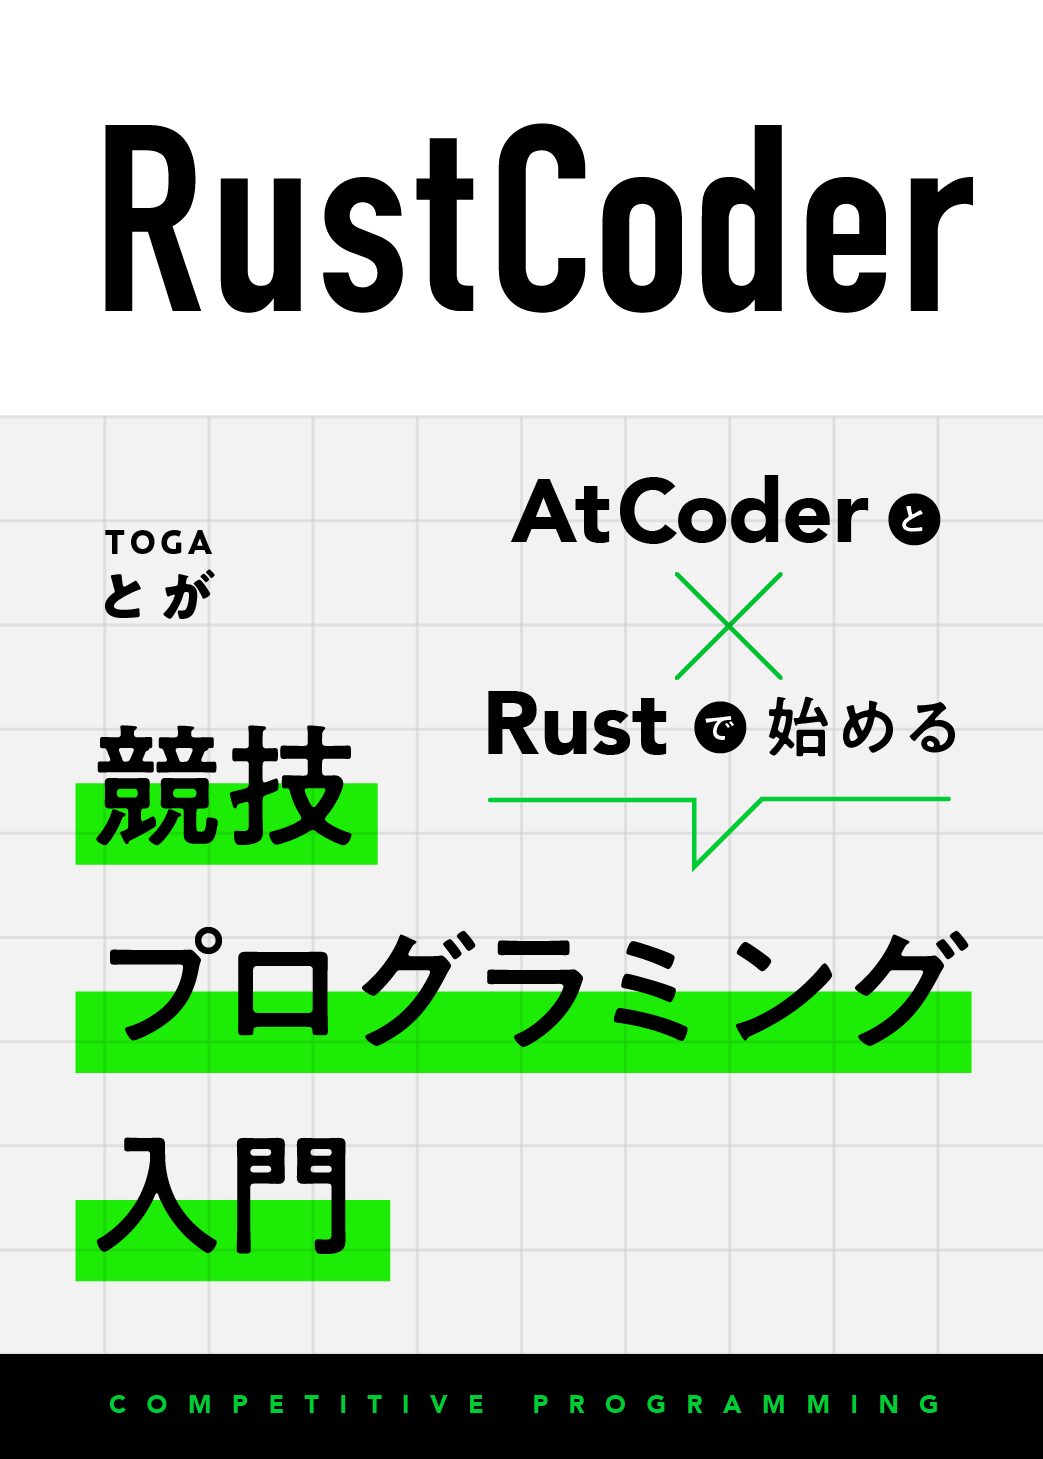 RustCoder
AtCoder と
Rust で 始める
TOGA
とが
競技
プログラミング
入門
COMPETITIVE PROGRAMMING